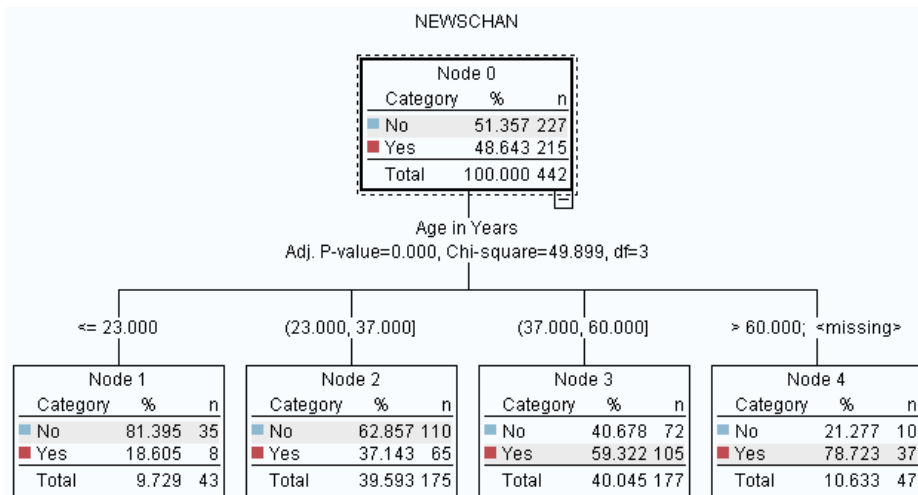 NEWSCHAN
Node 0
Category % n
No 51.357 227
Yes 48.643 215
Total 100.000 442
Age in Years
Adj. P-value=0.000, Chi-square=49.899, df=3
<= 23.000 (23.000, 37.000] (37.000, 60.000] > 60.000; <missing>
Node 1
Category % n
No 81.395 35
Yes 18.605 8
Total 9.729 43
Node 2
Category % n
No 62.857 110
Yes 37.143 65
Total 39.593 175
Node 3
Category % n
No 40.678 72
Yes 59.322 105
Total 40.045 177
Node 4
Category % n
No 21.277 10
Yes 78.723 37
Total 10.633 47